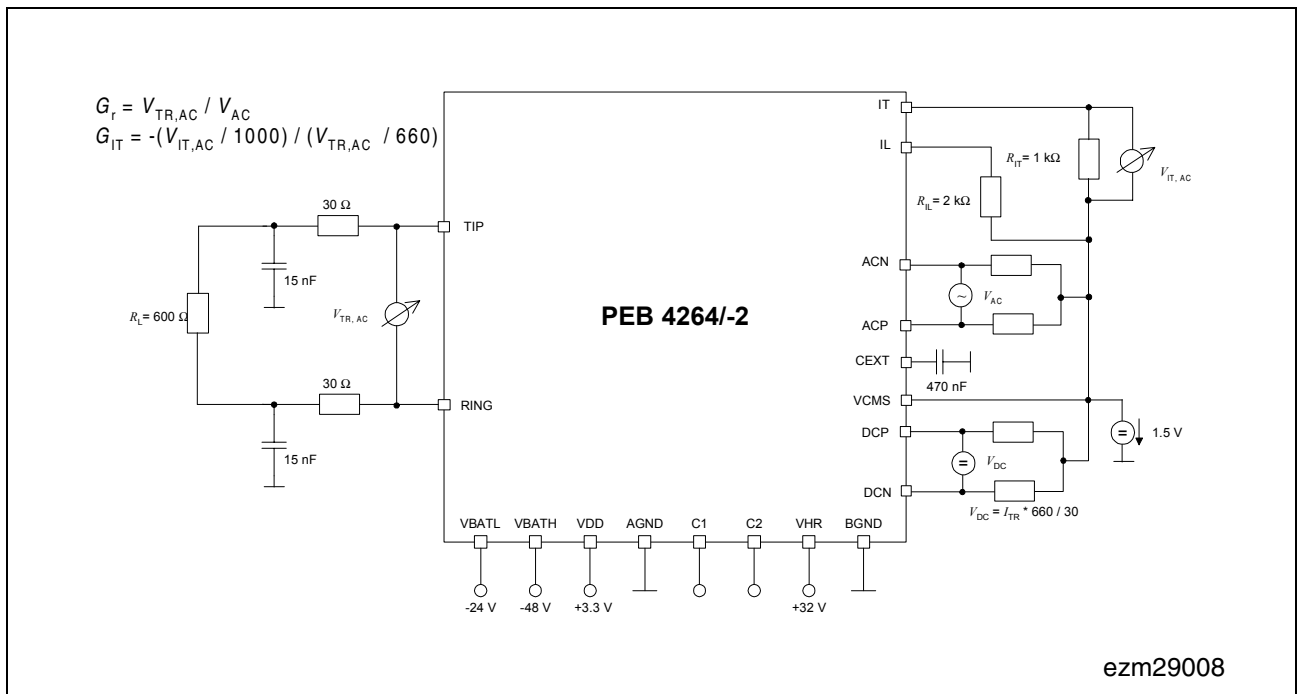 G_r = V_TR,AC / V_AC
G_IT = -(V_IT,AC / 1000) / (V_TR,AC / 660)
IT
IL
R_IT = 1 kΩ
V_IT, AC
R_IL = 2 kΩ
30 Ω
TIP
15 nF
R_L = 600 Ω
V_TR, AC
PEB 4264/-2
ACN
V_AC
~
ACP
CEXT
470 nF
30 Ω
RING
VCMS
15 nF
DCP
= 1.5 V
= V_DC
DCN
V_DC = I_TR * 660 / 30
VBATL VBATH VDD AGND C1 C2 VHR BGND
-24 V -48 V +3.3 V +32 V
ezm29008